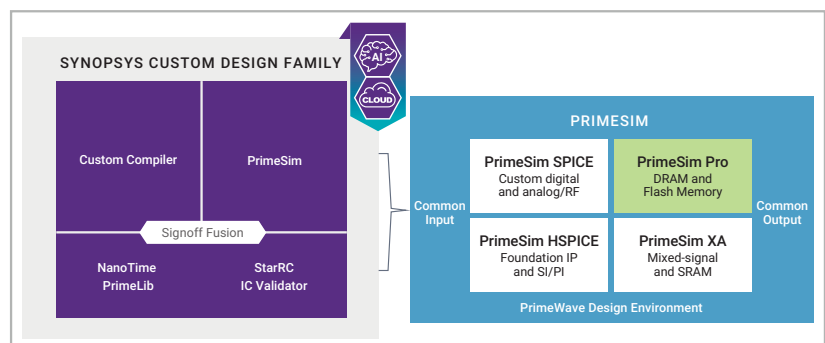 SYNOPSYS CUSTOM DESIGN FAMILY
AI
CLOUD
Custom Compiler
PrimeSim
Signoff Fusion
NanoTime
PrimeLib
StarRC
IC Validator
PRIMESIM
Common
Input
PrimeSim SPICE
Custom digital
and analog/RF
PrimeSim Pro
DRAM and
Flash Memory
PrimeSim HSPICE
Foundation IP
and SI/PI
PrimeSim XA
Mixed-signal
and SRAM
Common
Output
PrimeWave Design Environment